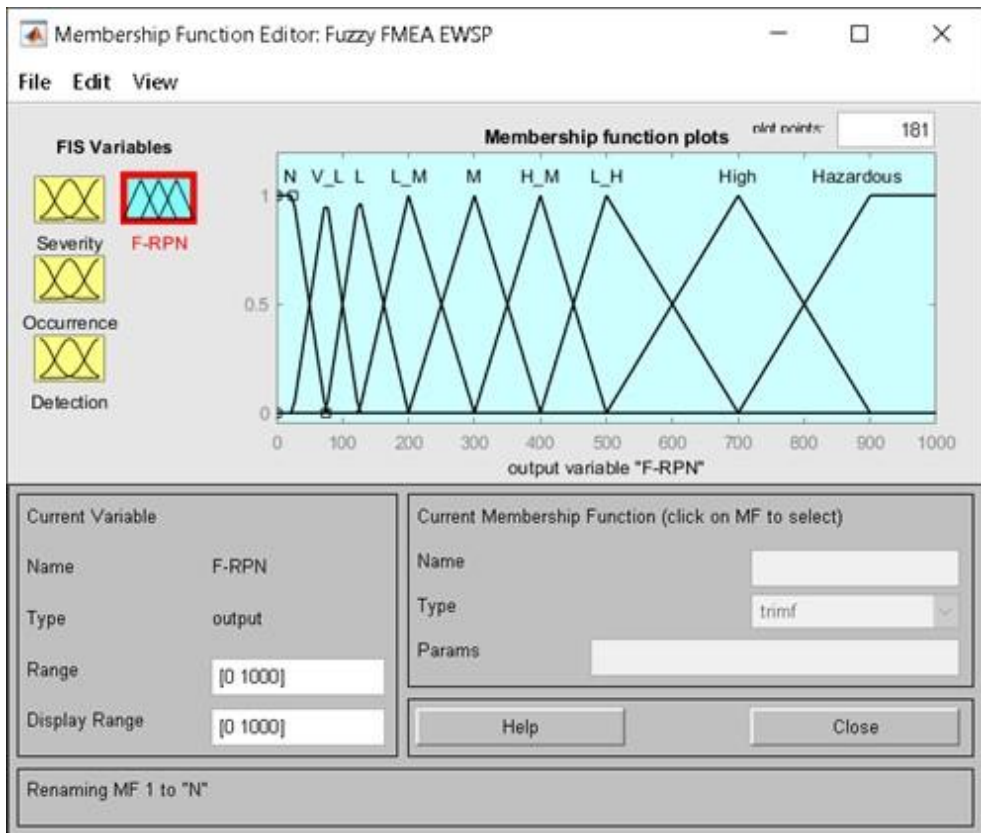 Membership Function Editor: Fuzzy FMEA EWSP
File Edit View
FIS Variables
Severity
F-RPN
Occurrence
Detection
Membership function plots
plot points:
181
N V_L L L_M M H_M L_H High Hazardous
1
0.5
0
0 100 200 300 400 500 600 700 800 900 1000
output variable "F-RPN"
Current Variable
Name F-RPN
Type output
Range [0 1000]
Display Range [0 1000]
Current Membership Function (click on MF to select)
Name
Type trimf
Params
Help Close
Renaming MF 1 to "N"